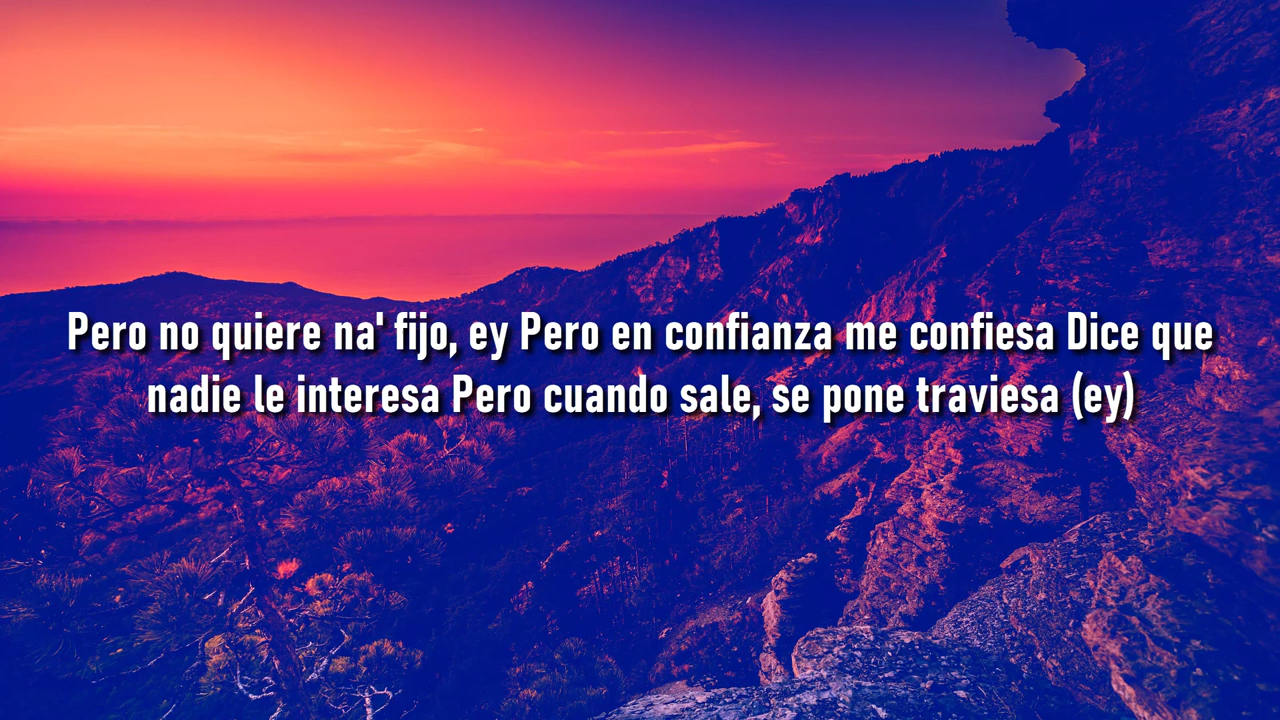 Pero no quiere na' fijo, ey Pero en confianza me confiesa Dice que
nadie le interesa Pero cuando sale, se pone traviesa (ey)